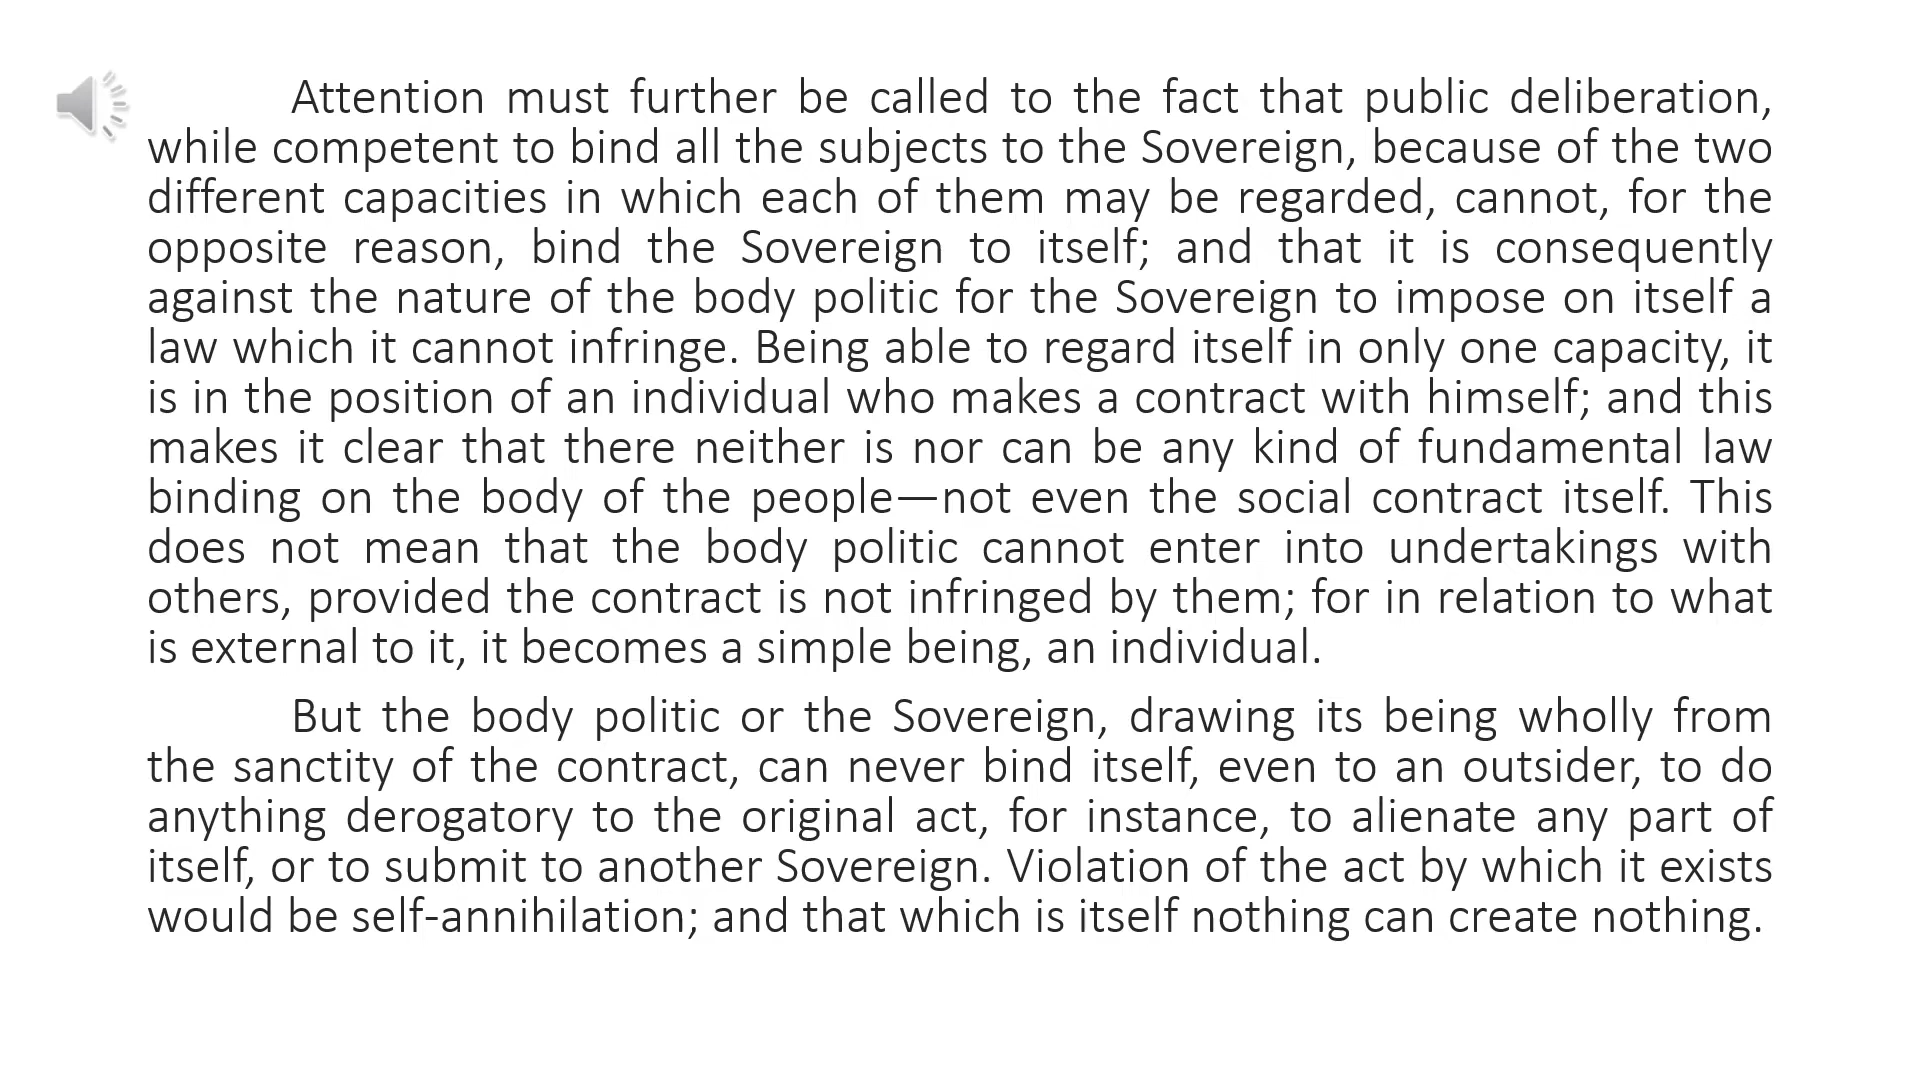 Attention must further be called to the fact that public deliberation,
while competent to bind all the subjects to the Sovereign, because of the two
different capacities in which each of them may be regarded, cannot, for the
opposite reason, bind the Sovereign to itself; and that it is consequently
against the nature of the body politic for the Sovereign to impose on itself a
law which it cannot infringe. Being able to regard itself in only one capacity, it
is in the position of an individual who makes a contract with himself; and this
makes it clear that there neither is nor can be any kind of fundamental law
binding on the body of the people—not even the social contract itself. This
does not mean that the body politic cannot enter into undertakings with
others, provided the contract is not infringed by them; for in relation to what
is external to it, it becomes a simple being, an individual.
But the body politic or the Sovereign, drawing its being wholly from
the sanctity of the contract, can never bind itself, even to an outsider, to do
anything derogatory to the original act, for instance, to alienate any part of
itself, or to submit to another Sovereign. Violation of the act by which it exists
would be self-annihilation; and that which is itself nothing can create nothing.